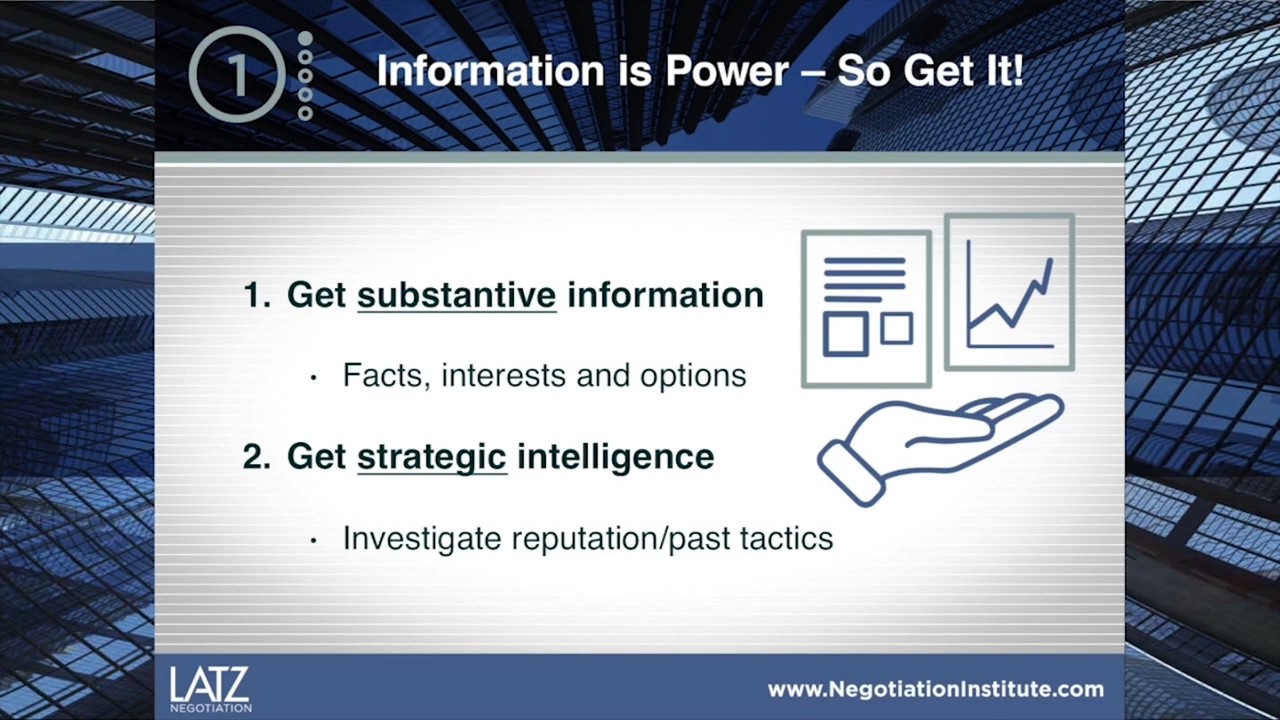 1
Information is Power – So Get It!
1. Get substantive information
· Facts, interests and options
2. Get strategic intelligence
· Investigate reputation/past tactics
LATZ
NEGOTIATION
www.NegotiationInstitute.com